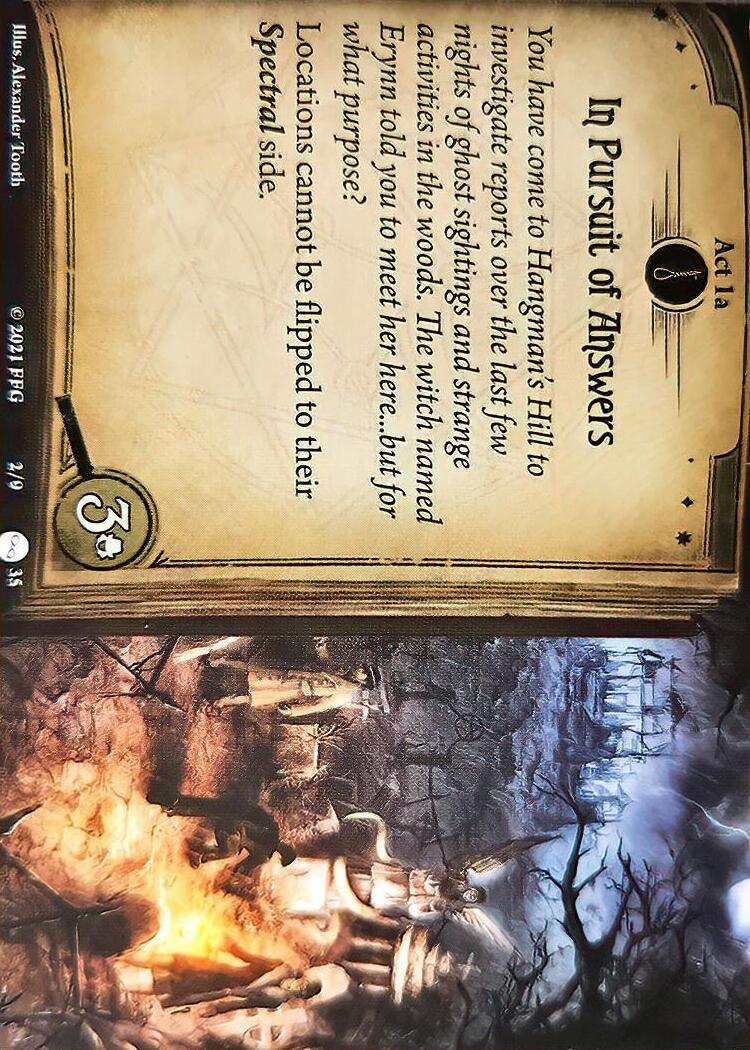 Act 1a
In Pursuit of Answers
You have come to Hangman's Hill to
investigate reports over the last few
nights of ghost sightings and strange
activities in the woods. The witch named
Erynn told you to meet her here...but for
what purpose?
Locations cannot be flipped to their
Spectral side.
3
Illus. Alexander Tooth © 2021 FFG 2/9 35